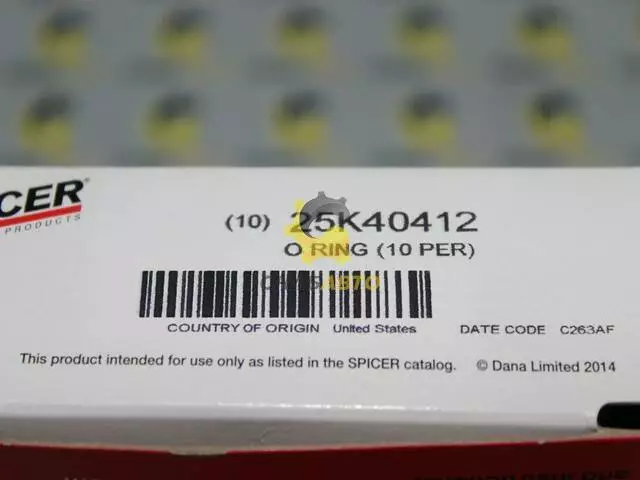 CER®
PRODUCTS
(10) 25K40412
O RING (10 PER)
АВТО
COUNTRY OF ORIGIN United States
DATE CODE C263AF
This product intended for use only as listed in the SPICER catalog. © Dana Limited 2014